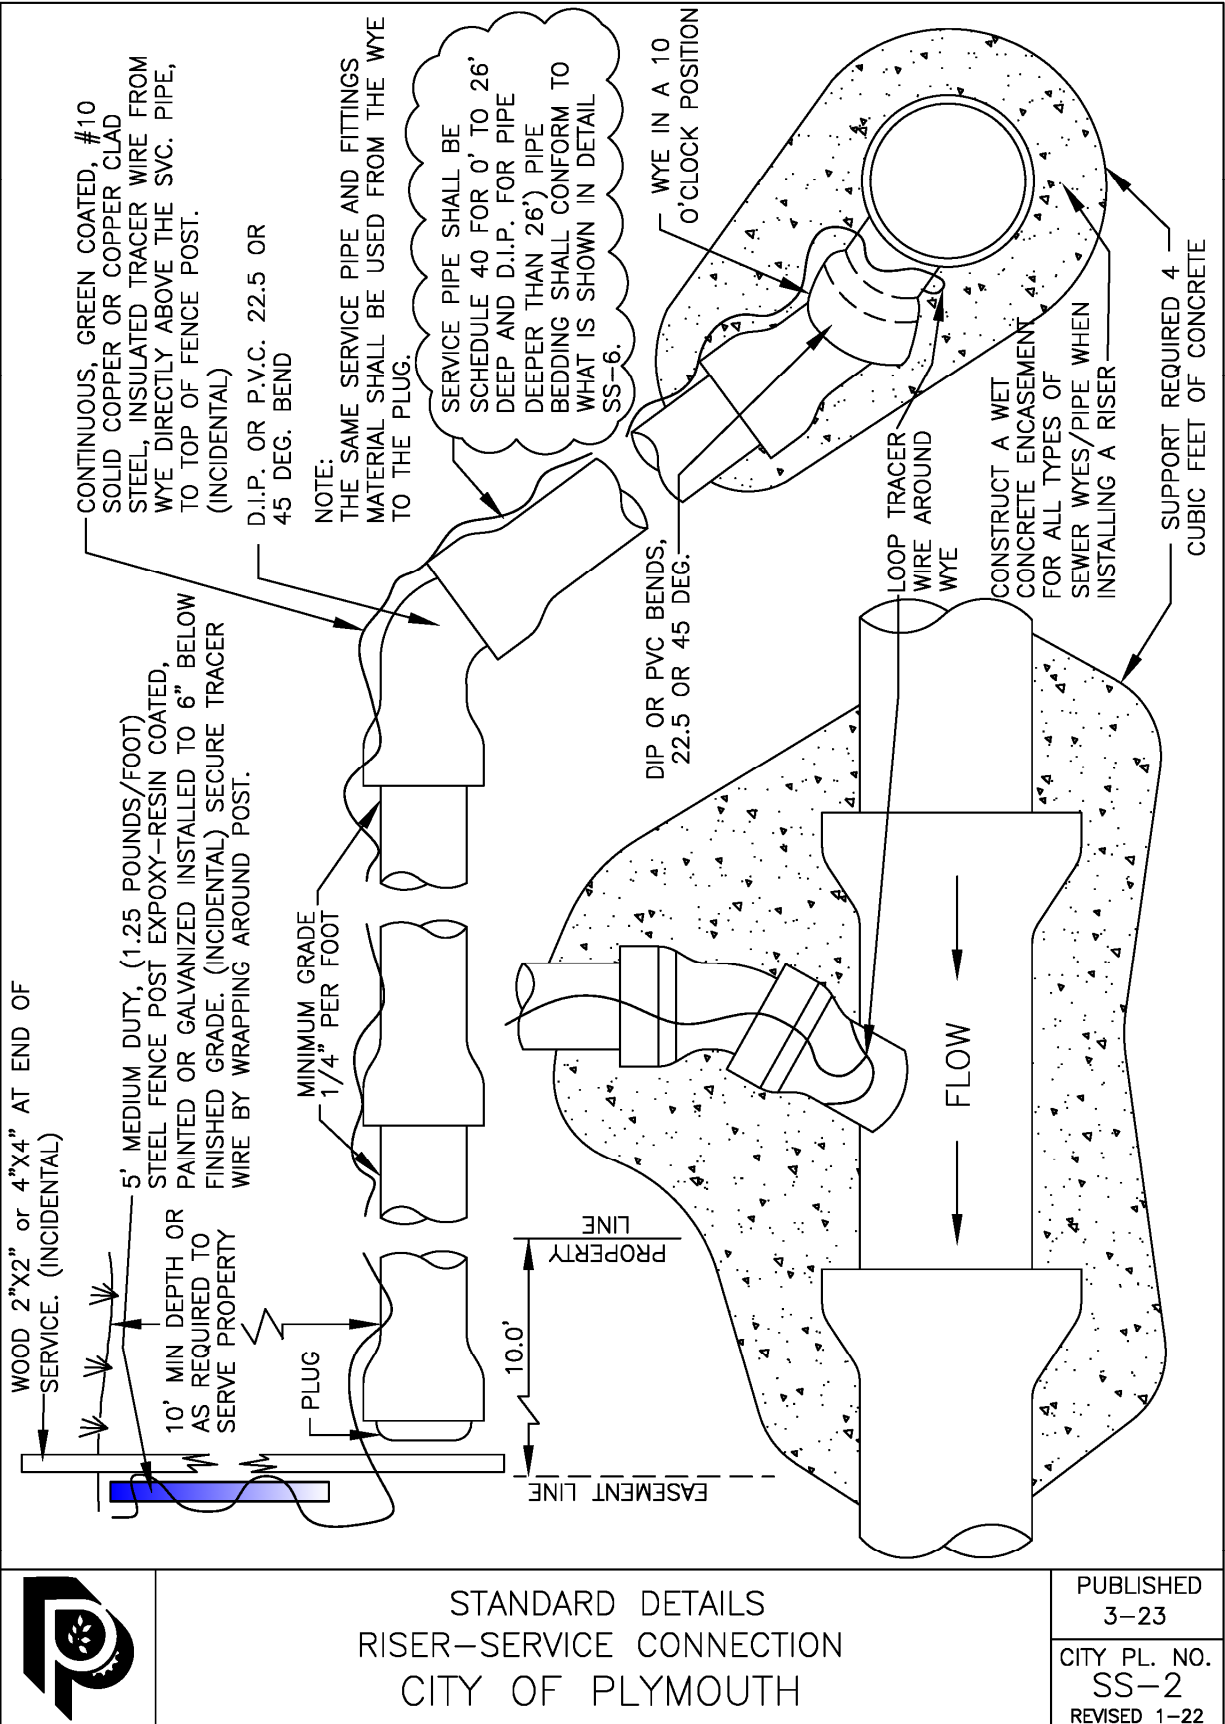 WOOD 2"X2" or 4"X4" AT END OF
SERVICE. (INCIDENTAL)
5' MEDIUM DUTY, (1.25 POUNDS/FOOT)
STEEL FENCE POST EXPOXY-RESIN COATED,
PAINTED OR GALVANIZED INSTALLED TO 6" BELOW
FINISHED GRADE. (INCIDENTAL) SECURE TRACER
WIRE BY WRAPPING AROUND POST.
10' MIN DEPTH OR
AS REQUIRED TO
SERVE PROPERTY
PLUG
MINIMUM GRADE
1/4" PER FOOT
10.0'
PROPERTY
LINE
EASEMENT LINE
CONTINUOUS, GREEN COATED, #10
SOLID COPPER OR COPPER CLAD
STEEL, INSULATED TRACER WIRE FROM
WYE DIRECTLY ABOVE THE SVC. PIPE,
TO TOP OF FENCE POST.
(INCIDENTAL)
D.I.P. OR P.V.C. 22.5 OR
45 DEG. BEND
NOTE:
THE SAME SERVICE PIPE AND FITTINGS
MATERIAL SHALL BE USED FROM THE WYE
TO THE PLUG.
SERVICE PIPE SHALL BE
SCHEDULE 40 FOR 0' TO 26'
DEEP AND D.I.P. FOR PIPE
DEEPER THAN 26') PIPE
BEDDING SHALL CONFORM TO
WHAT IS SHOWN IN DETAIL
SS-6.
WYE IN A 10
O'CLOCK POSITION
DIP OR PVC BENDS,
22.5 OR 45 DEG.
LOOP TRACER
WIRE AROUND
WYE
CONSTRUCT A WET
CONCRETE ENCASEMENT
FOR ALL TYPES OF
SEWER WYES/PIPE WHEN
INSTALLING A RISER
SUPPORT REQUIRED 4
CUBIC FEET OF CONCRETE
FLOW
STANDARD DETAILS
RISER-SERVICE CONNECTION
CITY OF PLYMOUTH
PUBLISHED
3-23
CITY PL. NO.
SS-2
REVISED 1-22